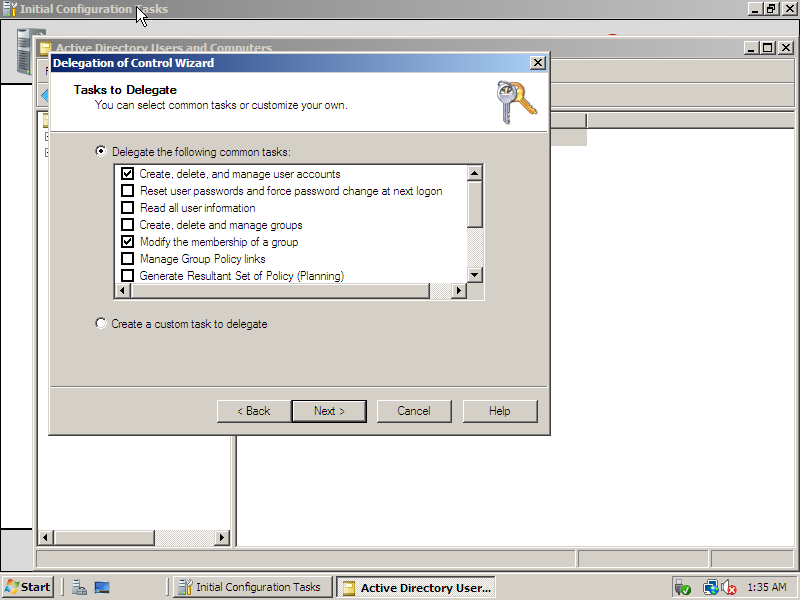 Initial Configuration Tasks
Active Directory Users and Computers
Delegation of Control Wizard
Tasks to Delegate
You can select common tasks or customize your own.
Delegate the following common tasks:
Create, delete, and manage user accounts
Reset user passwords and force password change at next logon
Read all user information
Create, delete and manage groups
Modify the membership of a group
Manage Group Policy links
Generate Resultant Set of Policy (Planning)
Create a custom task to delegate
< Back
Next >
Cancel
Help
Start
Initial Configuration Tasks
Active Directory User...
1:35 AM